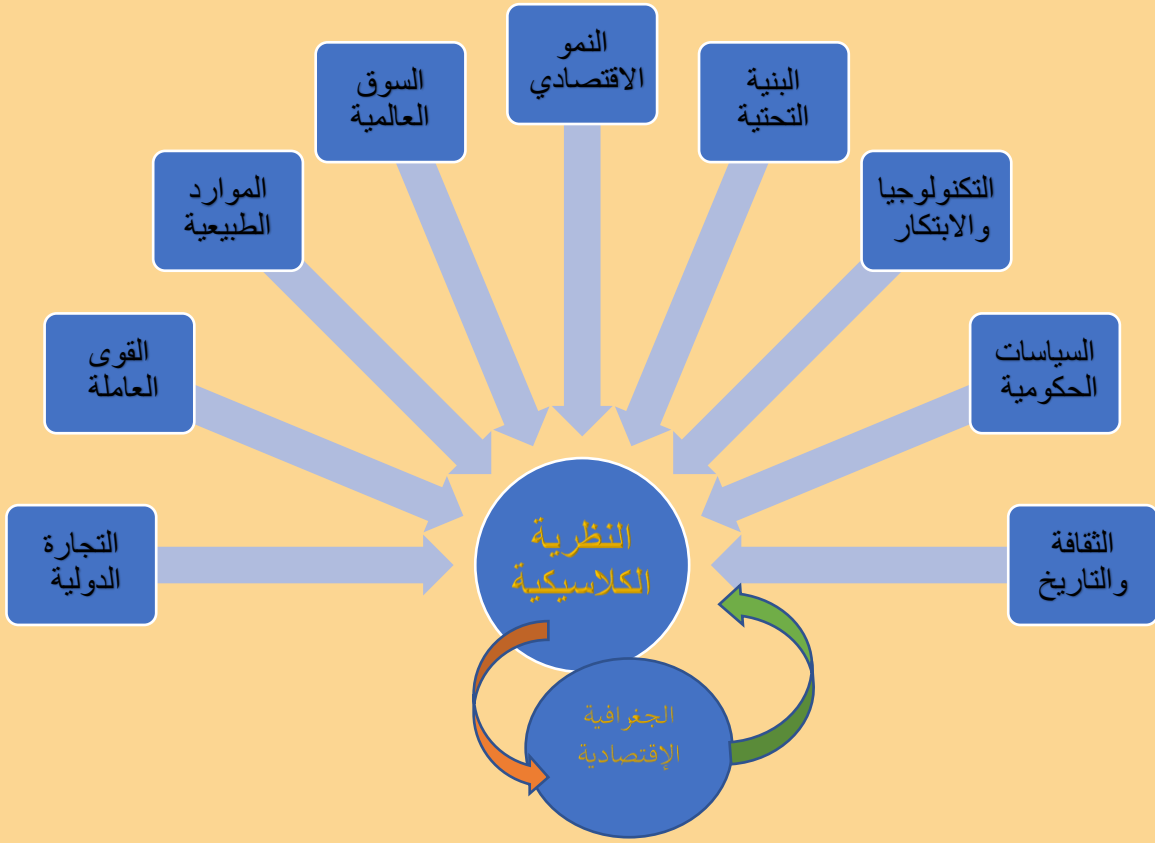 النمو
الاقتصادي
البنية
التحتية
السوق
العالمية
التكنولوجيا
والابتكار
الموارد
الطبيعية
السياسات
الحكومية
القوى
العاملة
الثقافة
والتاريخ
التجارة
الدولية
النظرية
الكلاسيكية
الجغرافية
الإقتصادية